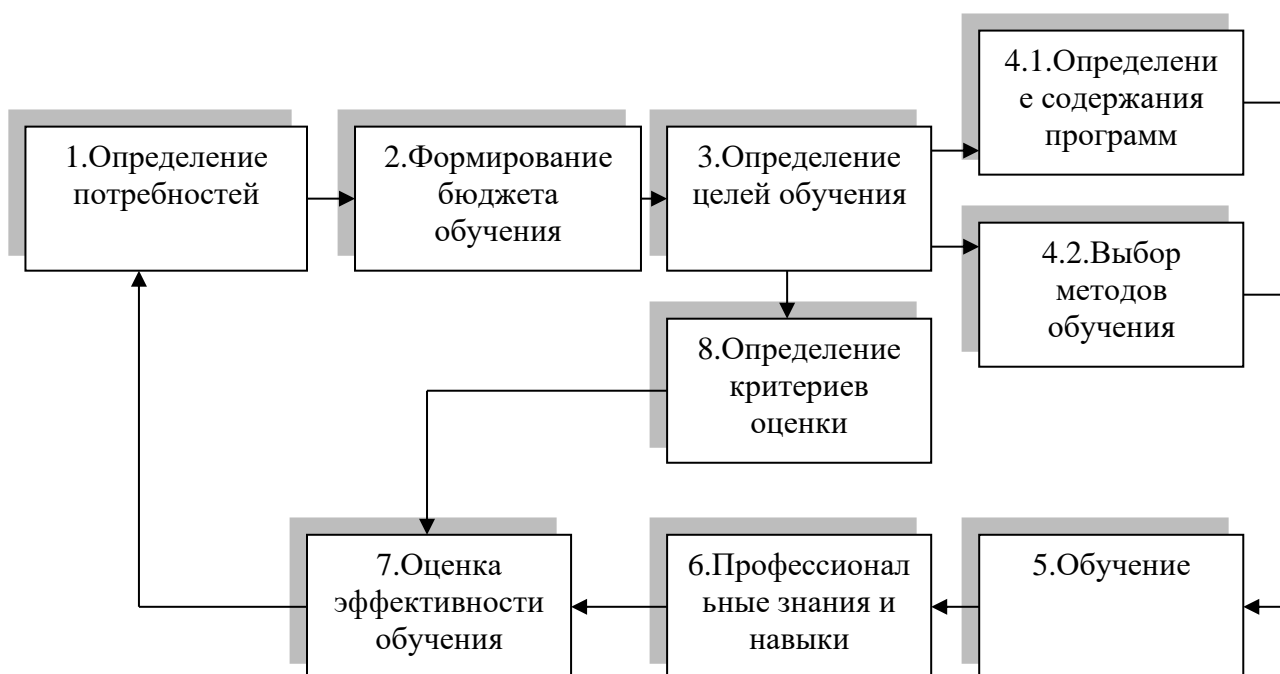 1.Определение
потребностей
2.Формирование
бюджета
обучения
3.Определение
целей обучения
4.1.Определени
е содержания
программ
4.2.Выбор
методов
обучения
8.Определение
критериев
оценки
7.Оценка
эффективности
обучения
6.Профессионал
ьные знания и
навыки
5.Обучение